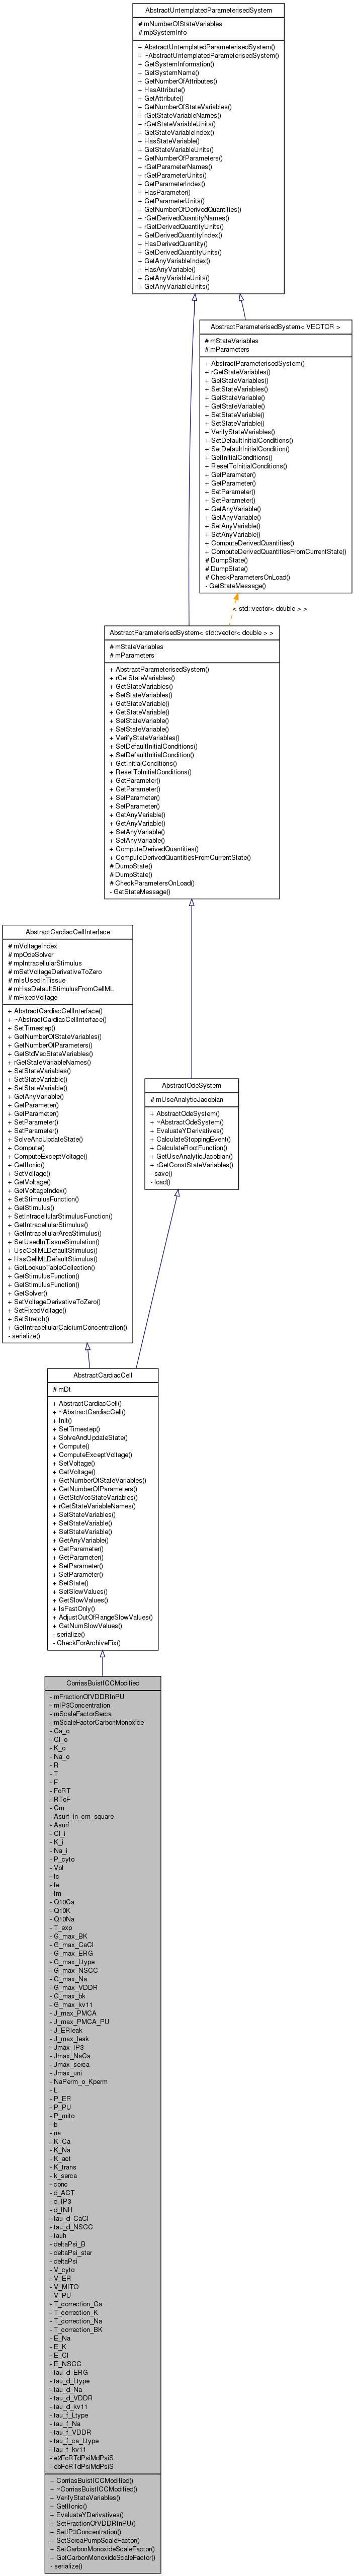 AbstractUntemplatedParameterisedSystem
# mNumberOfStateVariables
# mpSystemInfo
+ AbstractUntemplatedParameterisedSystem()
+ ~AbstractUntemplatedParameterisedSystem()
+ GetSystemInformation()
+ GetSystemName()
+ GetNumberOfAttributes()
+ HasAttribute()
+ GetAttribute()
+ GetNumberOfStateVariables()
+ rGetStateVariableNames()
+ rGetStateVariableUnits()
+ GetStateVariableIndex()
+ HasStateVariable()
+ GetStateVariableUnits()
+ GetNumberOfParameters()
+ rGetParameterNames()
+ rGetParameterUnits()
+ GetParameterIndex()
+ HasParameter()
+ GetParameterUnits()
+ GetNumberOfDerivedQuantities()
+ rGetDerivedQuantityNames()
+ rGetDerivedQuantityUnits()
+ GetDerivedQuantityIndex()
+ HasDerivedQuantity()
+ GetDerivedQuantityUnits()
+ GetAnyVariableIndex()
+ HasAnyVariable()
+ GetAnyVariableUnits()
+ GetAnyVariableUnits()
AbstractParameterisedSystem< VECTOR >
# mStateVariables
# mParameters
+ AbstractParameterisedSystem()
+ rGetStateVariables()
+ GetStateVariables()
+ SetStateVariables()
+ GetStateVariable()
+ GetStateVariable()
+ SetStateVariable()
+ SetStateVariable()
+ VerifyStateVariables()
+ SetDefaultInitialConditions()
+ SetDefaultInitialCondition()
+ GetInitialConditions()
+ ResetToInitialConditions()
+ GetParameter()
+ GetParameter()
+ SetParameter()
+ SetParameter()
+ GetAnyVariable()
+ GetAnyVariable()
+ SetAnyVariable()
+ SetAnyVariable()
+ ComputeDerivedQuantities()
+ ComputeDerivedQuantitiesFromCurrentState()
# DumpState()
# DumpState()
# CheckParametersOnLoad()
- GetStateMessage()
< std::vector< double > >
AbstractParameterisedSystem< std::vector< double > >
# mStateVariables
# mParameters
+ AbstractParameterisedSystem()
+ rGetStateVariables()
+ GetStateVariables()
+ SetStateVariables()
+ GetStateVariable()
+ GetStateVariable()
+ SetStateVariable()
+ SetStateVariable()
+ VerifyStateVariables()
+ SetDefaultInitialConditions()
+ SetDefaultInitialCondition()
+ GetInitialConditions()
+ ResetToInitialConditions()
+ GetParameter()
+ GetParameter()
+ SetParameter()
+ SetParameter()
+ GetAnyVariable()
+ GetAnyVariable()
+ SetAnyVariable()
+ SetAnyVariable()
+ ComputeDerivedQuantities()
+ ComputeDerivedQuantitiesFromCurrentState()
# DumpState()
# DumpState()
# CheckParametersOnLoad()
- GetStateMessage()
AbstractCardiacCellInterface
# mVoltageIndex
# mpOdeSolver
# mpIntracellularStimulus
# mSetVoltageDerivativeToZero
# mIsUsedInTissue
# mHasDefaultStimulusFromCellML
# mFixedVoltage
+ AbstractCardiacCellInterface()
+ ~AbstractCardiacCellInterface()
+ SetTimestep()
+ GetNumberOfStateVariables()
+ GetNumberOfParameters()
+ GetStdVecStateVariables()
+ rGetStateVariableNames()
+ SetStateVariables()
+ SetStateVariable()
+ SetStateVariable()
+ GetAnyVariable()
+ GetParameter()
+ GetParameter()
+ SetParameter()
+ SetParameter()
+ SolveAndUpdateState()
+ Compute()
+ ComputeExceptVoltage()
+ GetIIonic()
+ SetVoltage()
+ GetVoltage()
+ GetVoltageIndex()
+ SetStimulusFunction()
+ GetStimulus()
+ SetIntracellularStimulusFunction()
+ GetIntracellularStimulus()
+ GetIntracellularAreaStimulus()
+ SetUsedInTissueSimulation()
+ UseCellMLDefaultStimulus()
+ HasCellMLDefaultStimulus()
+ GetLookupTableCollection()
+ GetStimulusFunction()
+ GetStimulusFunction()
+ GetSolver()
+ SetVoltageDerivativeToZero()
+ SetFixedVoltage()
+ SetStretch()
+ GetIntracellularCalciumConcentration()
- serialize()
AbstractOdeSystem
# mUseAnalyticJacobian
+ AbstractOdeSystem()
+ ~AbstractOdeSystem()
+ EvaluateYDerivatives()
+ CalculateStoppingEvent()
+ CalculateRootFunction()
+ GetUseAnalyticJacobian()
+ rGetConstStateVariables()
- save()
- load()
AbstractCardiacCell
# mDt
+ AbstractCardiacCell()
+ ~AbstractCardiacCell()
+ Init()
+ SetTimestep()
+ SolveAndUpdateState()
+ Compute()
+ ComputeExceptVoltage()
+ SetVoltage()
+ GetVoltage()
+ GetNumberOfStateVariables()
+ GetNumberOfParameters()
+ GetStdVecStateVariables()
+ rGetStateVariableNames()
+ SetStateVariables()
+ SetStateVariable()
+ SetStateVariable()
+ GetAnyVariable()
+ GetParameter()
+ GetParameter()
+ SetParameter()
+ SetParameter()
+ SetState()
+ SetSlowValues()
+ GetSlowValues()
+ IsFastOnly()
+ AdjustOutOfRangeSlowValues()
+ GetNumSlowValues()
- serialize()
- CheckForArchiveFix()
CorriasBuistICCModified
- mFractionOfVDDRInPU
- mIP3Concentration
- mScaleFactorSerca
- mScaleFactorCarbonMonoxide
- Ca_o
- Cl_o
- K_o
- Na_o
- R
- T
- F
- FoRT
- RToF
- Cm
- Asurf_in_cm_square
- Asurf
- Cl_i
- K_i
- Na_i
- P_cyto
- Vol
- fc
- fe
- fm
- Q10Ca
- Q10K
- Q10Na
- T_exp
- G_max_BK
- G_max_CaCl
- G_max_ERG
- G_max_Ltype
- G_max_NSCC
- G_max_Na
- G_max_VDDR
- G_max_bk
- G_max_kv11
- J_max_PMCA
- J_max_PMCA_PU
- J_ERleak
- J_max_leak
- Jmax_IP3
- Jmax_NaCa
- Jmax_serca
- Jmax_uni
- NaPerm_o_Kperm
- L
- P_ER
- P_PU
- P_mito
- b
- na
- K_Ca
- K_Na
- K_act
- K_trans
- k_serca
- conc
- d_ACT
- d_IP3
- d_INH
- tau_d_CaCl
- tau_d_NSCC
- tauh
- deltaPsi_B
- deltaPsi_star
- deltaPsi
- V_cyto
- V_ER
- V_MITO
- V_PU
- T_correction_Ca
- T_correction_K
- T_correction_Na
- T_correction_BK
- E_Na
- E_K
- E_Cl
- E_NSCC
- tau_d_ERG
- tau_d_Ltype
- tau_d_Na
- tau_d_VDDR
- tau_d_kv11
- tau_f_Ltype
- tau_f_Na
- tau_f_VDDR
- tau_f_ca_Ltype
- tau_f_kv11
- e2FoRTdPsiMdPsiS
- ebFoRTdPsiMdPsiS
+ CorriasBuistICCModified()
+ ~CorriasBuistICCModified()
+ VerifyStateVariables()
+ GetIIonic()
+ EvaluateYDerivatives()
+ SetFractionOfVDDRInPU()
+ SetIP3Concentration()
+ SetSercaPumpScaleFactor()
+ SetCarbonMonoxideScaleFactor()
+ GetCarbonMonoxideScaleFactor()
- serialize()